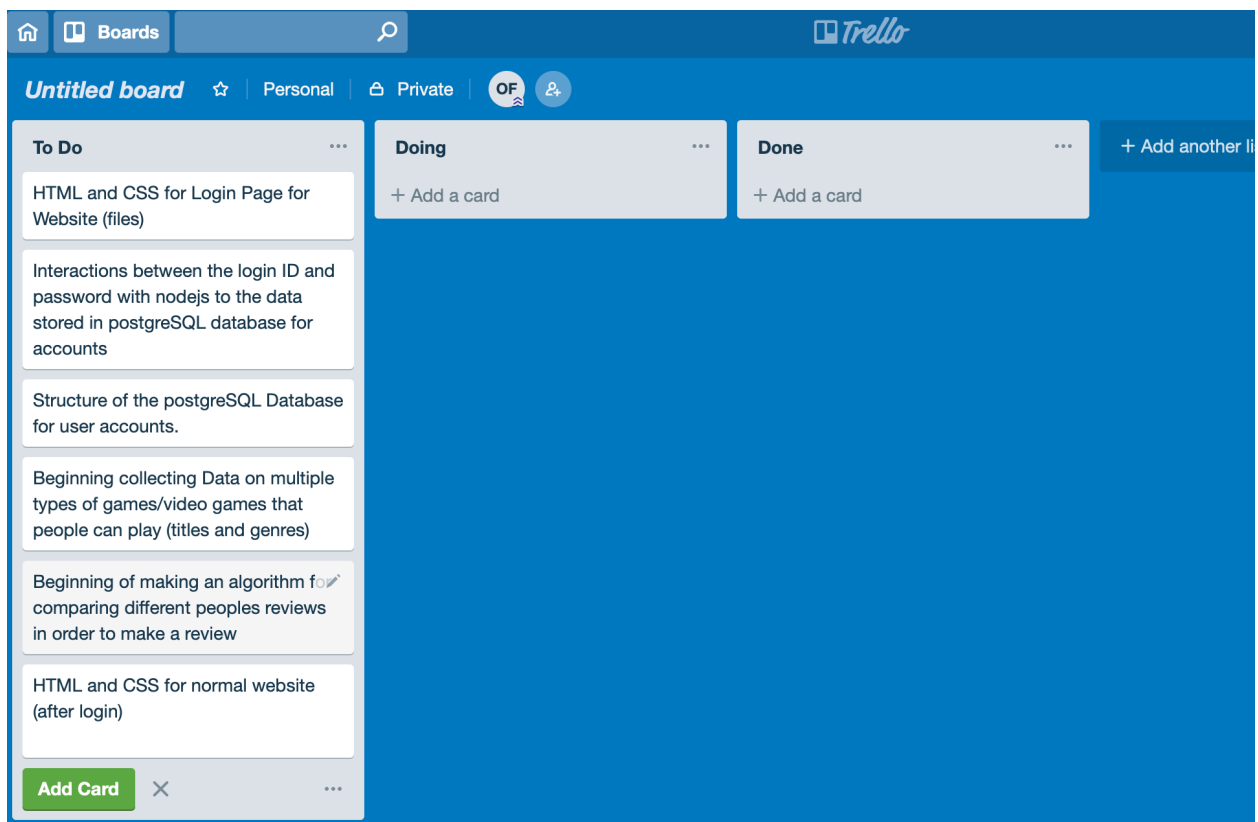 Boards
Trello
Untitled board
Personal
Private
OF
To Do
HTML and CSS for Login Page for
Website (files)
Interactions between the login ID and
password with nodejs to the data
stored in postgreSQL database for
accounts
Structure of the postgreSQL Database
for user accounts.
Beginning collecting Data on multiple
types of games/video games that
people can play (titles and genres)
Beginning of making an algorithm for
comparing different peoples reviews
in order to make a review
HTML and CSS for normal website
(after login)
Add Card
Doing
+ Add a card
Done
+ Add a card
+ Add another li